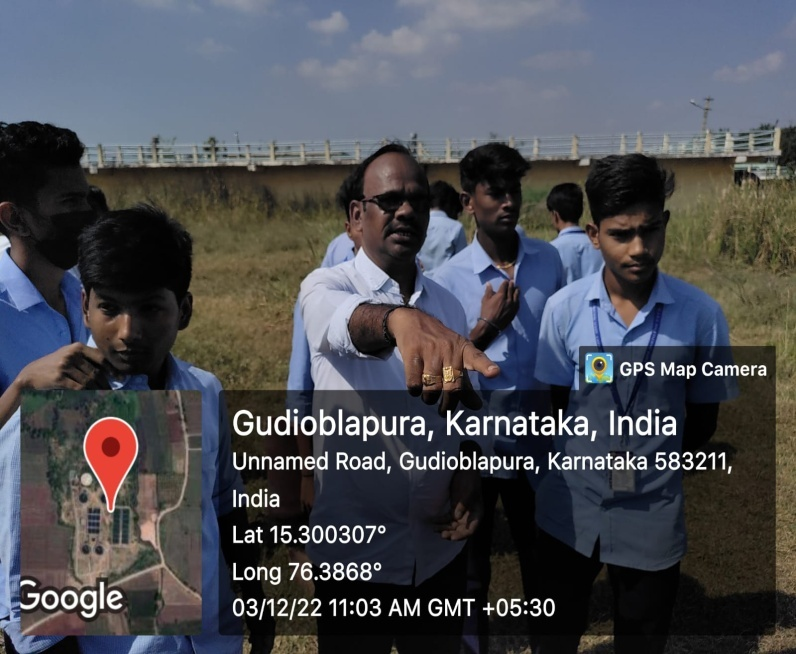 GPS Map Camera
Gudioblapura, Karnataka, India
Unnamed Road, Gudioblapura, Karnataka 583211,
India
Lat 15.300307°
Long 76.3868°
03/12/22 11:03 AM GMT +05:30
Google